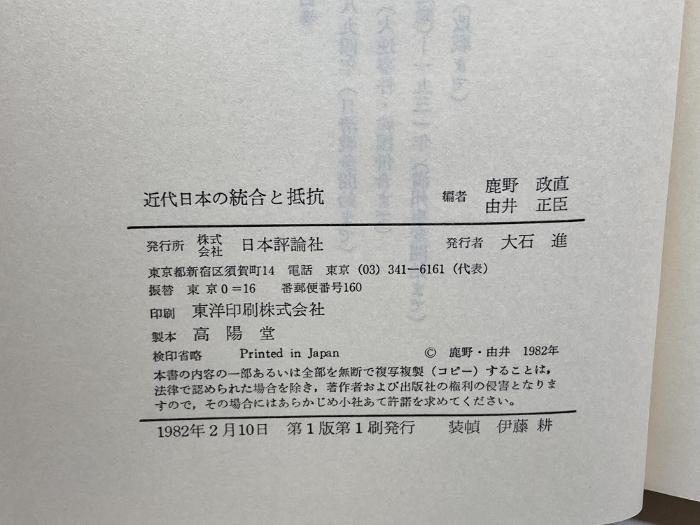 近代日本の統合と抵抗 編者 鹿野 政直
由井 正臣
発行所 株式会社 日本評論社 発行者 大石 進
東京都新宿区須賀町14 電話 東京(03)341―6161(代表)
振替 東京0=16 番郵便番号160
印刷 東洋印刷株式会社
製本 高陽堂
検印省略 Printed in Japan © 鹿野・由井 1982年
本書の内容の一部あるいは全部を無断で複写複製(コピー)することは,
法律で認められた場合を除き,著作者および出版社の権利の侵害となりま
すので,その場合にはあらかじめ小社あて許諾を求めてください。
1982年2月10日 第1版第1刷発行 装幀 伊藤 耕